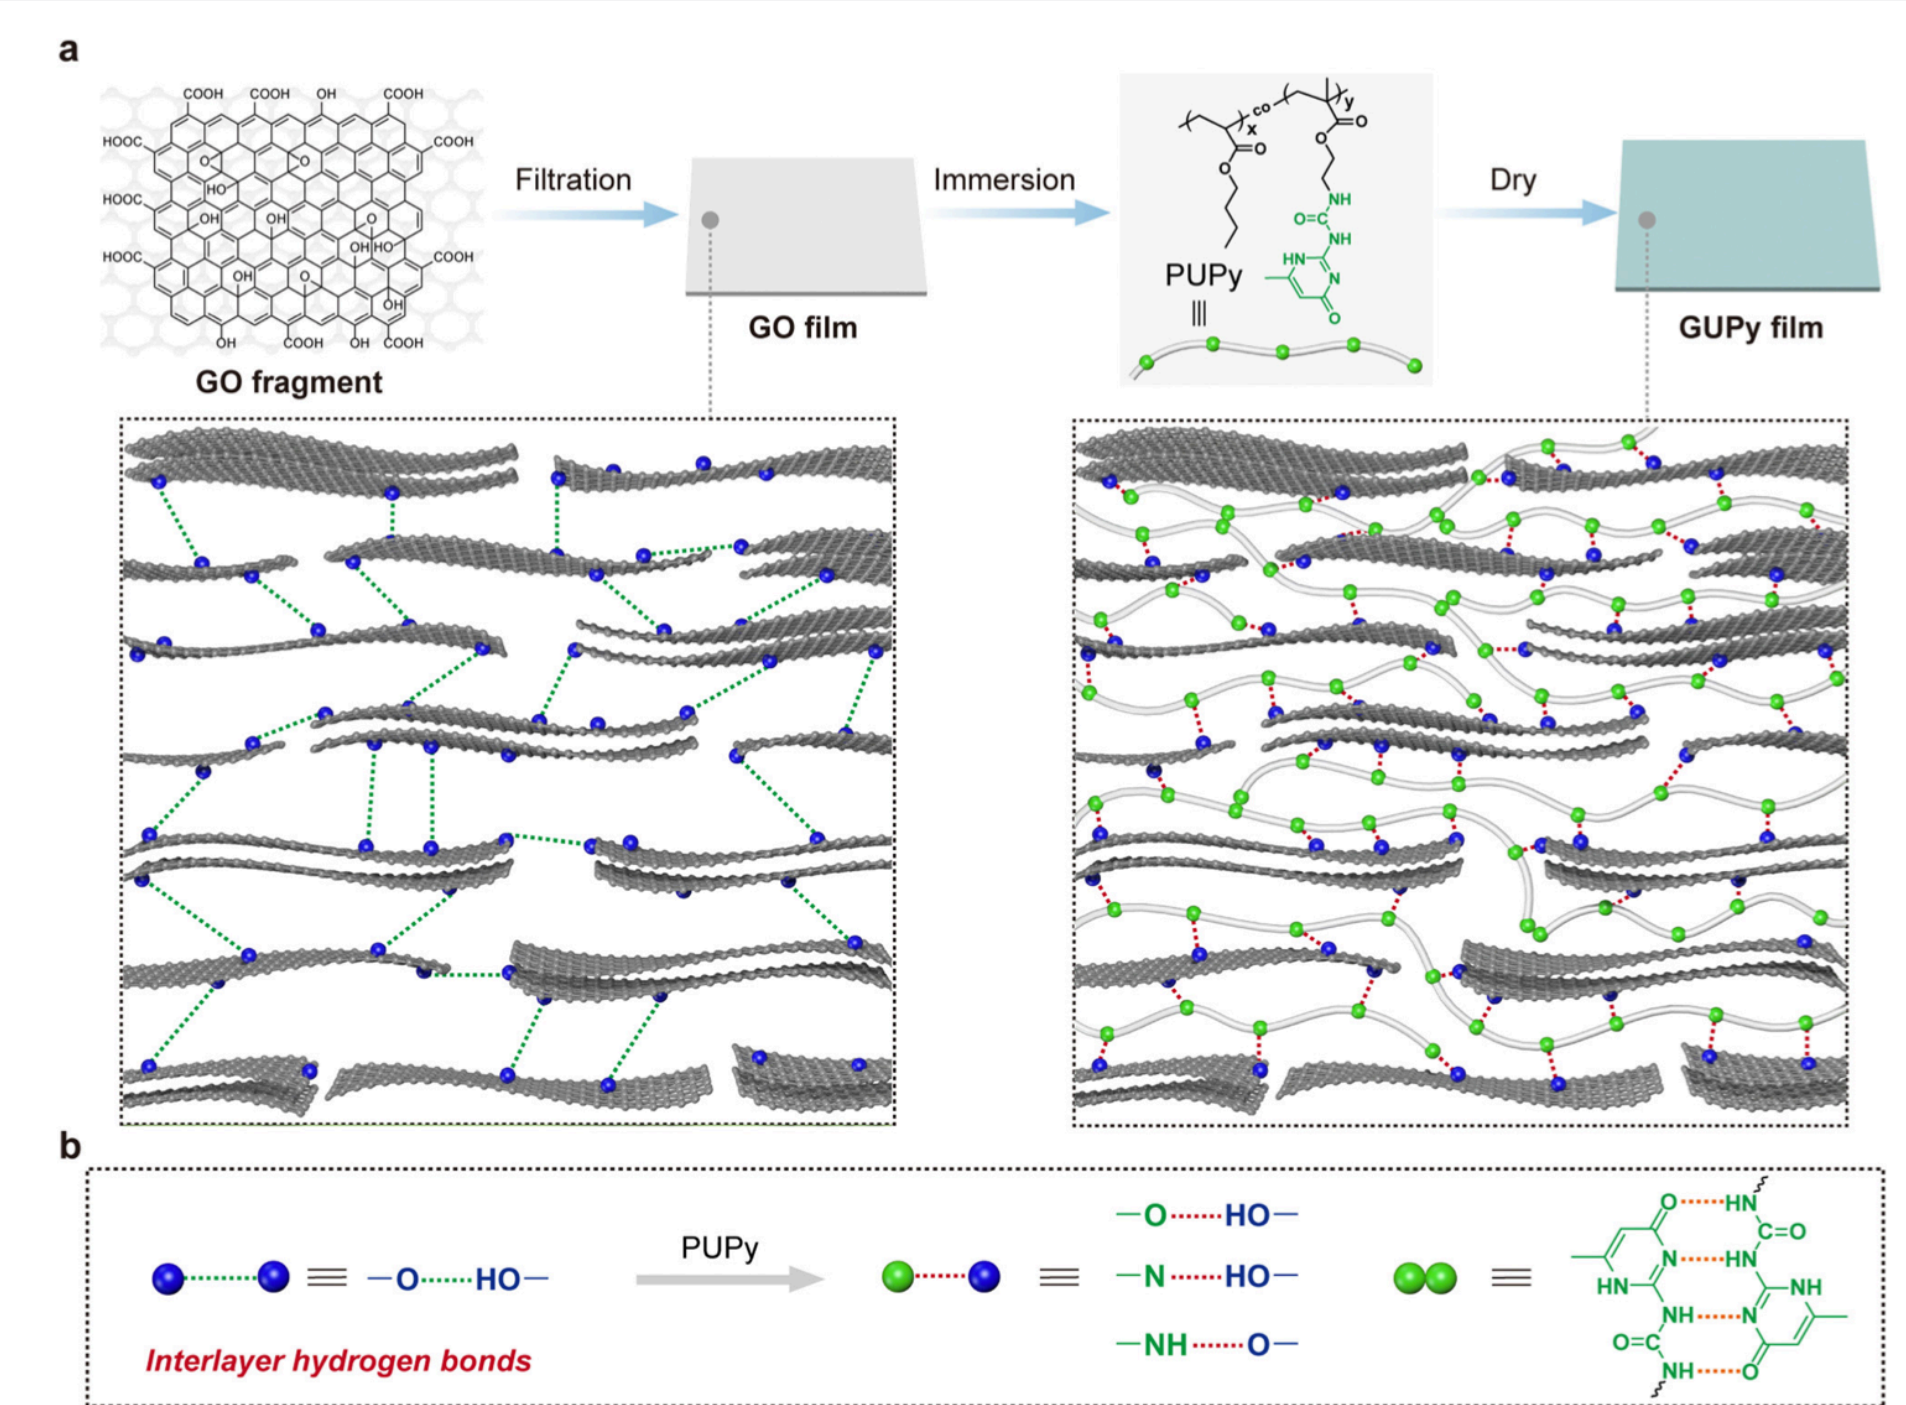 a
COOH COOH OH COOH
HOOC COOH
O O
HO
HOOC
OH OH O
OH HO
HOOC COOH
OH O
OH
OH COOH OH COOH
GO fragment
Filtration
GO film
Immersion
co
x
y
O
O
O
O
NH
O=C
NH
HN
N
O
PUPy
Dry
GUPy film
b
O HO
Interlayer hydrogen bonds
PUPy
O HO
N HO
NH O
O HN
C=O
N HN
HN NH
NH N
O=C
NH O